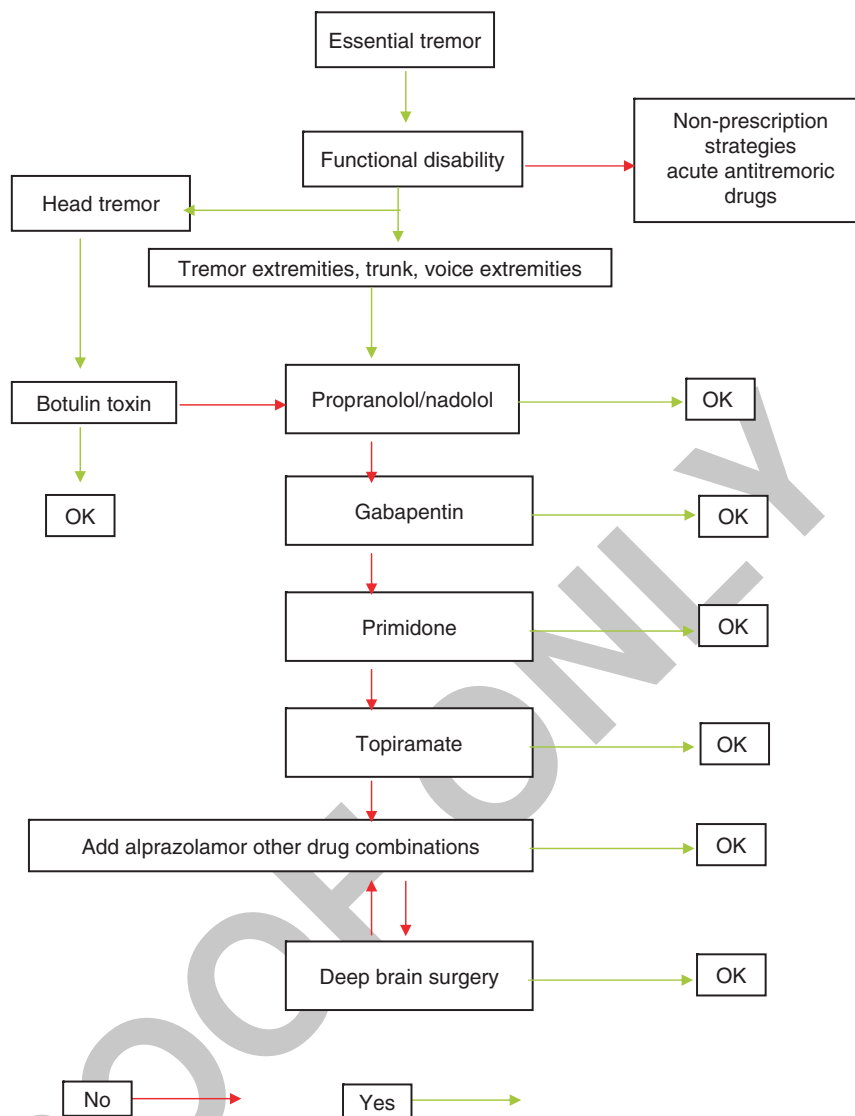 Essential tremor
Functional disability
Non-prescription
strategies
acute antitremoric
drugs
Head tremor
Tremor extremities, trunk, voice extremities
Botulin toxin
Propranolol/nadolol
OK
OK
Gabapentin
OK
Primidone
OK
Topiramate
OK
Add alprazolamor other drug combinations
OK
Deep brain surgery
OK
No
Yes
OOF ONLY